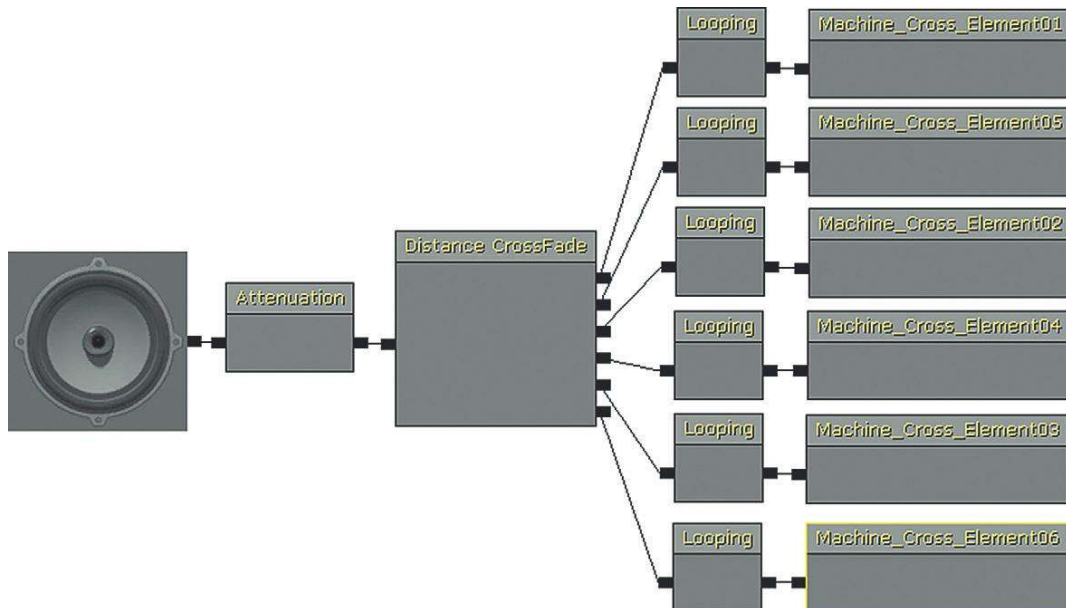 Looping
Machine_Cross_Element01
Looping
Machine_Cross_Element05
Looping
Machine_Cross_Element02
Distance CrossFade
Attenuation
Looping
Machine_Cross_Element04
Looping
Machine_Cross_Element03
Looping
Machine_Cross_Element06